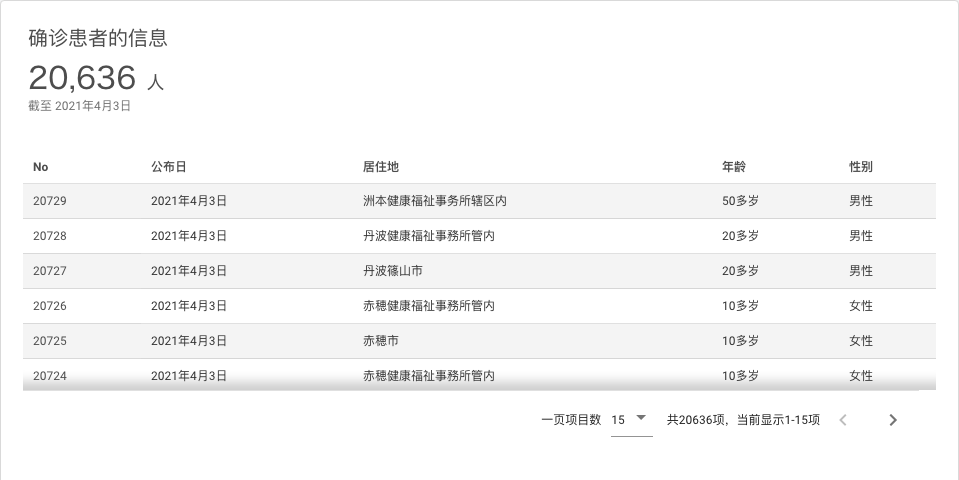 确诊患者的信息
20,636 人
截至 2021年4月3日
No 公布日 居住地 年龄 性别
20729 2021年4月3日 洲本健康福祉事务所辖区内 50多岁 男性
20728 2021年4月3日 丹波健康福祉事務所管内 20多岁 男性
20727 2021年4月3日 丹波篠山市 20多岁 男性
20726 2021年4月3日 赤穂健康福祉事務所管内 10多岁 女性
20725 2021年4月3日 赤穂市 10多岁 女性
20724 2021年4月3日 赤穂健康福祉事務所管内 10多岁 女性
一页项目数 15 共20636项，当前显示1-15项